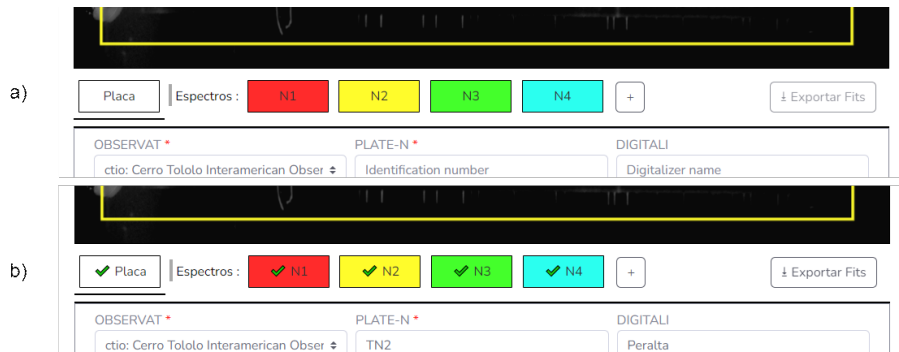 a)
Placa Espectros : N1 N2 N3 N4 + Exportar Fits
OBSERVAT * PLATE-N * DIGITALI
ctio: Cerro Tololo Interamerican Obser Identification number Digitalizer name
b)
Placa Espectros : N1 N2 N3 N4 + Exportar Fits
OBSERVAT * PLATE-N * DIGITALI
ctio: Cerro Tololo Interamerican Obser TN2 Peralta